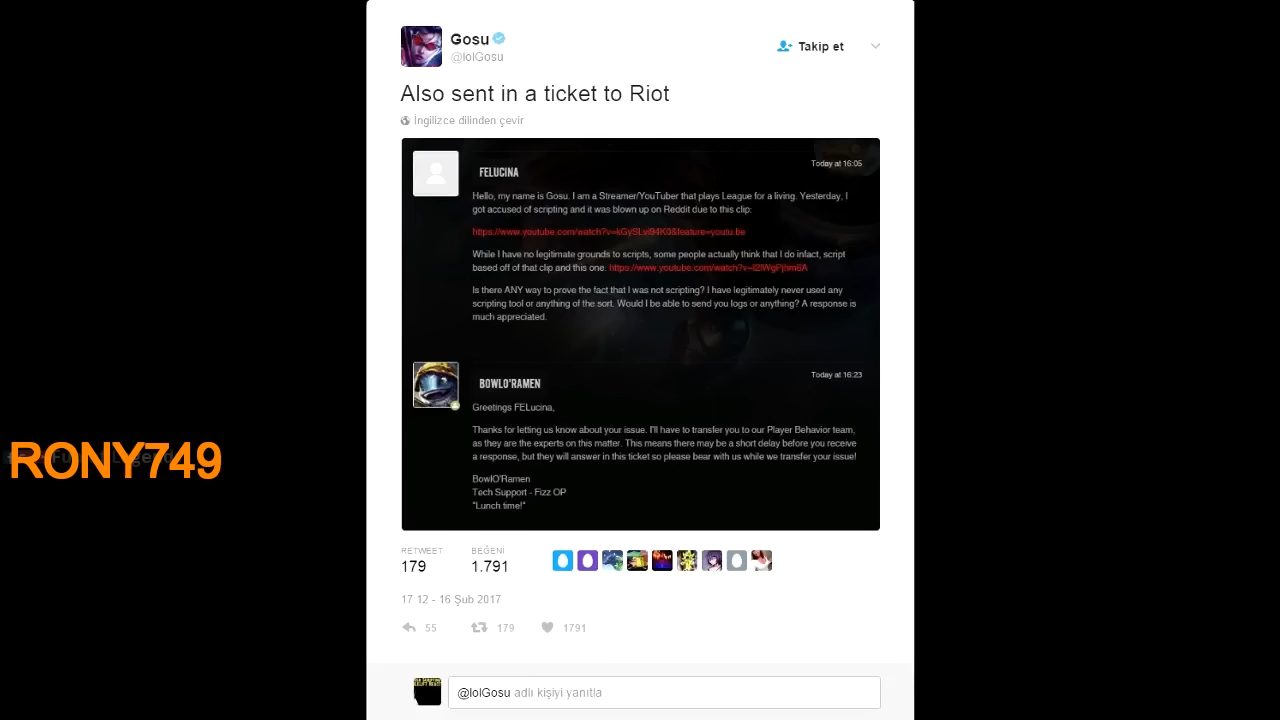 Gosu
@lolGosu
Takip et
Also sent in a ticket to Riot
İngilizce dilinden çevir
Today at 16:05
FELUCINA
Hello, my name is Gosu. I am a Streamer/YouTuber that plays League for a living. Yesterday, I
got accused of scripting and it was blown up on Reddit due to this clip:
While I have no legitimate grounds to scripts, some people actually think that I do infact, script
based off of that clip and this one.
Is there ANY way to prove the fact that I was not scripting? I have legitimately never used any
scripting tool or anything of the sort. Would I be able to send you logs or anything? A response is
much appreciated.
Today at 16:23
BOWLO'RAMEN
Greetings FELucina,
Thanks for letting us know about your issue. I'll have to transfer you to our Player Behavior team,
as they are the experts on this matter. This means there may be a short delay before you receive
a response, but they will answer in this ticket so please bear with us while we transfer your issue!
BowlO'Ramen
Tech Support - Fizz OP
"Lunch time!"
RONY749
RETWEET BEĞENİ
179 1.791
17 12 - 16 Şub 2017
55 179 1791
@lolGosu adlı kişiyi yanıtla